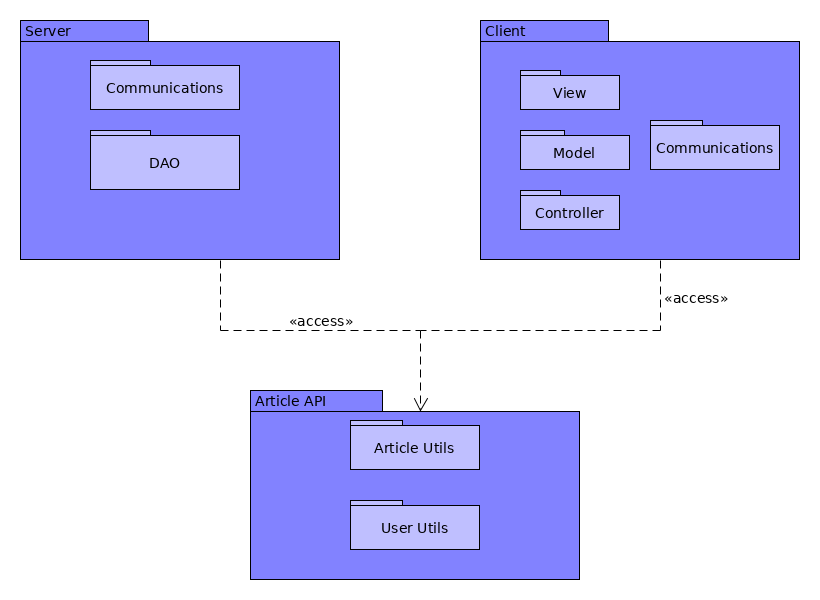 Server
Communications
DAO
Client
View
Model
Communications
Controller
«access»
«access»
Article API
Article Utils
User Utils